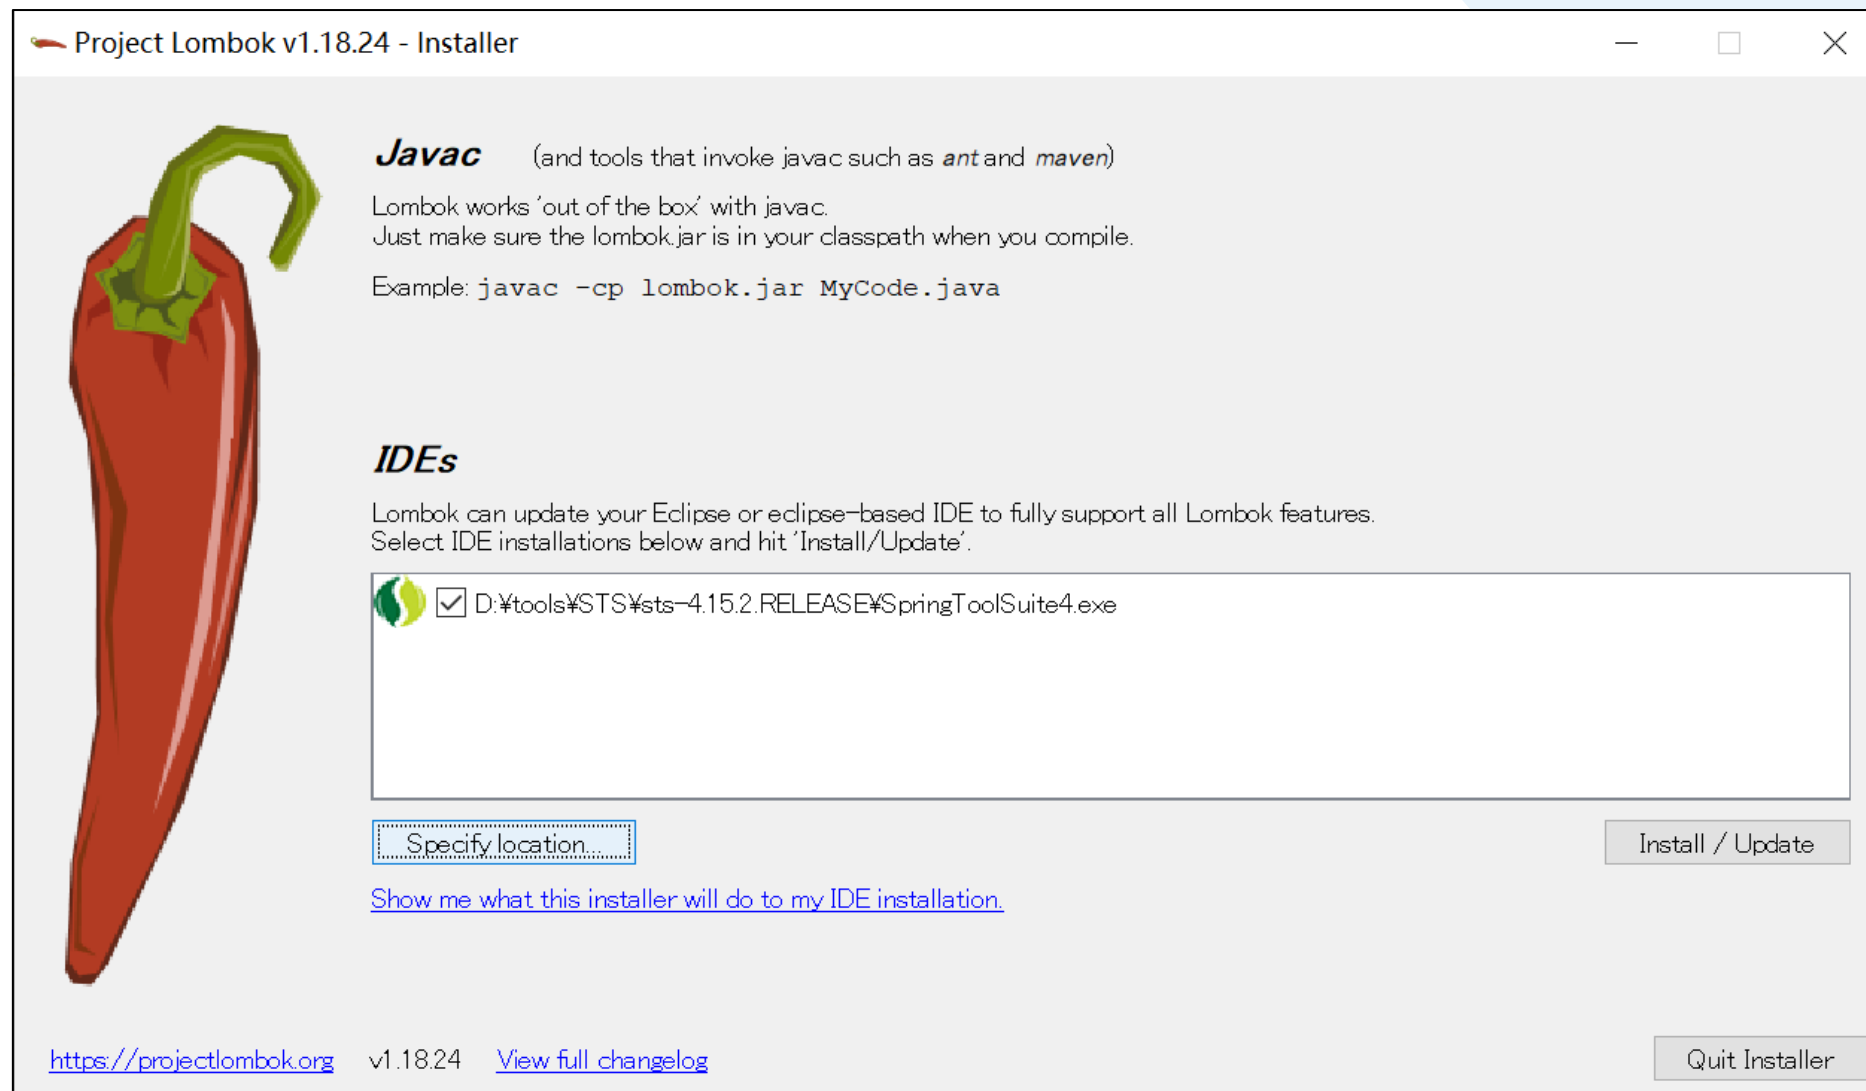 Project Lombok v1.18.24 - Installer
Javac (and tools that invoke javac such as ant and maven)
Lombok works 'out of the box' with javac.
Just make sure the lombok.jar is in your classpath when you compile.
Example: javac -cp lombok.jar MyCode.java
IDEs
Lombok can update your Eclipse or eclipse-based IDE to fully support all Lombok features.
Select IDE installations below and hit 'Install/Update'.
D:¥tools¥STS¥sts-4.15.2.RELEASE¥SpringToolSuite4.exe
Specify location... Install / Update
Show me what this installer will do to my IDE installation.
https://projectlombok.org v1.18.24 View full changelog Quit Installer